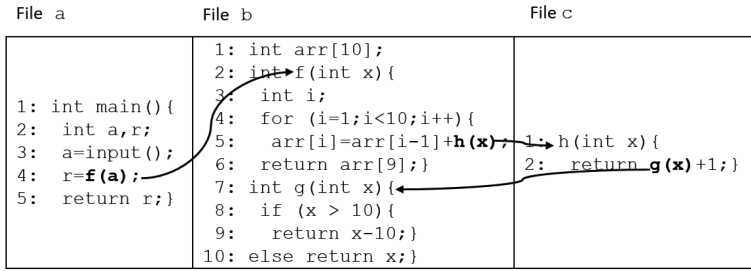 File a
1: int main(){
2: int a,r;
3: a=input();
4: r=f(a);
5: return r;}
File b
1: int arr[10];
2: int f(int x){
3: int i;
4: for (i=1;i<10;i++){
5: arr[i]=arr[i-1]+h(x);
6: return arr[9];}
7: int g(int x){
8: if (x > 10){
9: return x-10;}
10: else return x;}
File c
1: h(int x){
2: return g(x)+1;}